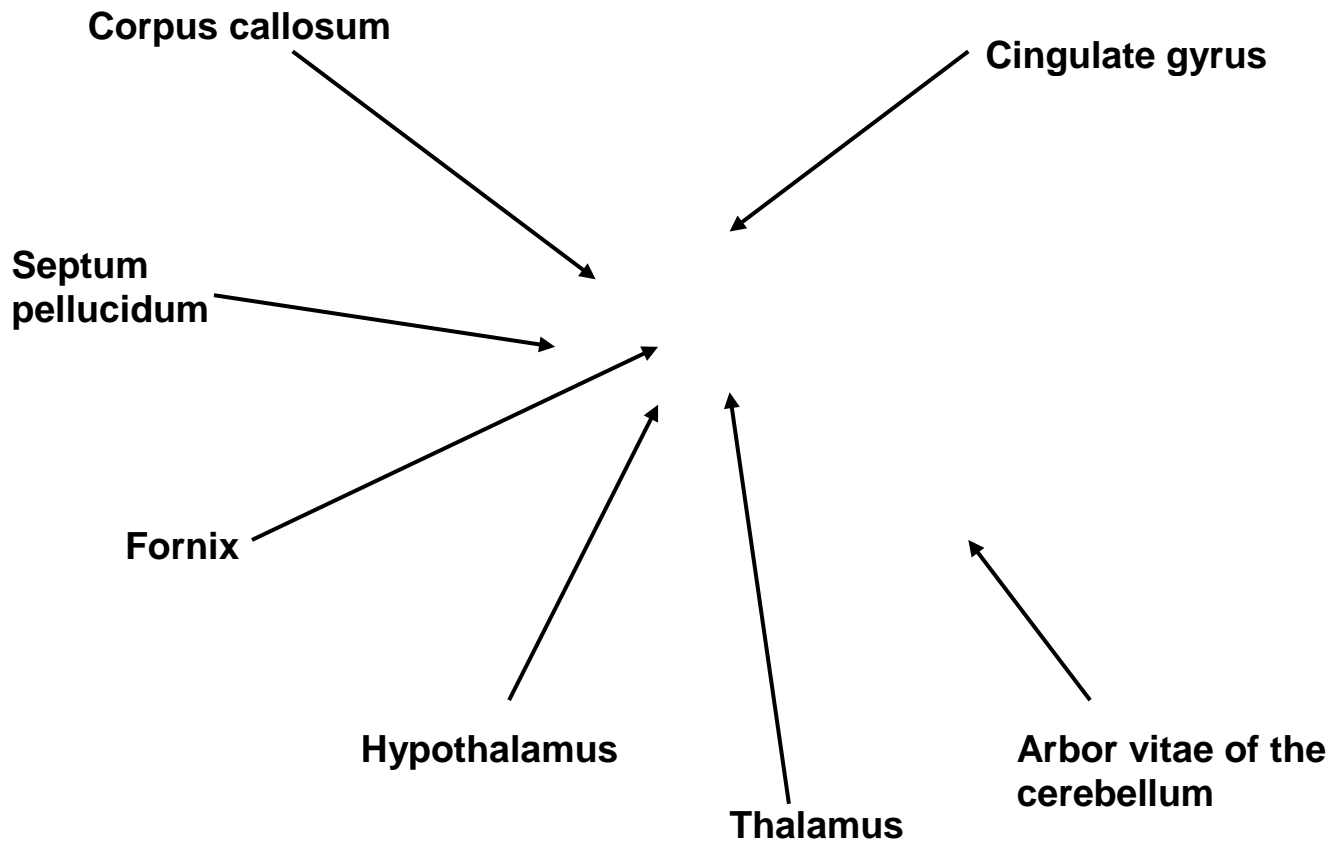 Corpus callosum
Cingulate gyrus
Septum
pellucidum
Fornix
Hypothalamus
Arbor vitae of the
cerebellum
Thalamus